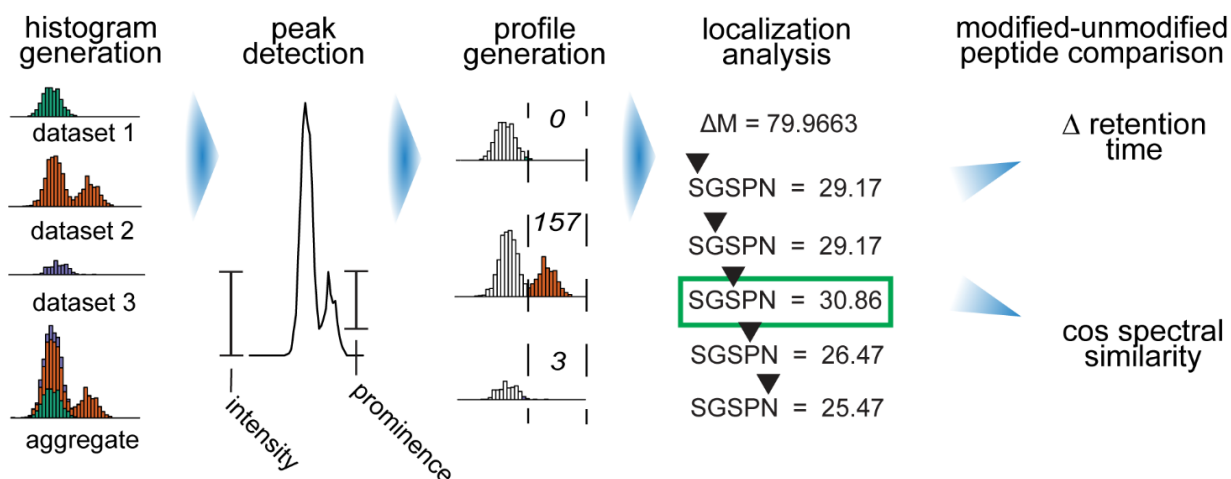 histogram
generation
peak
detection
profile
generation
localization
analysis
modified-unmodified
peptide comparison
dataset 1
dataset 2
dataset 3
aggregate
intensity
prominence
0
157
3
ΔM = 79.9663
SGSPN = 29.17
SGSPN = 29.17
SGSPN = 30.86
SGSPN = 26.47
SGSPN = 25.47
Δ retention
time
cos spectral
similarity